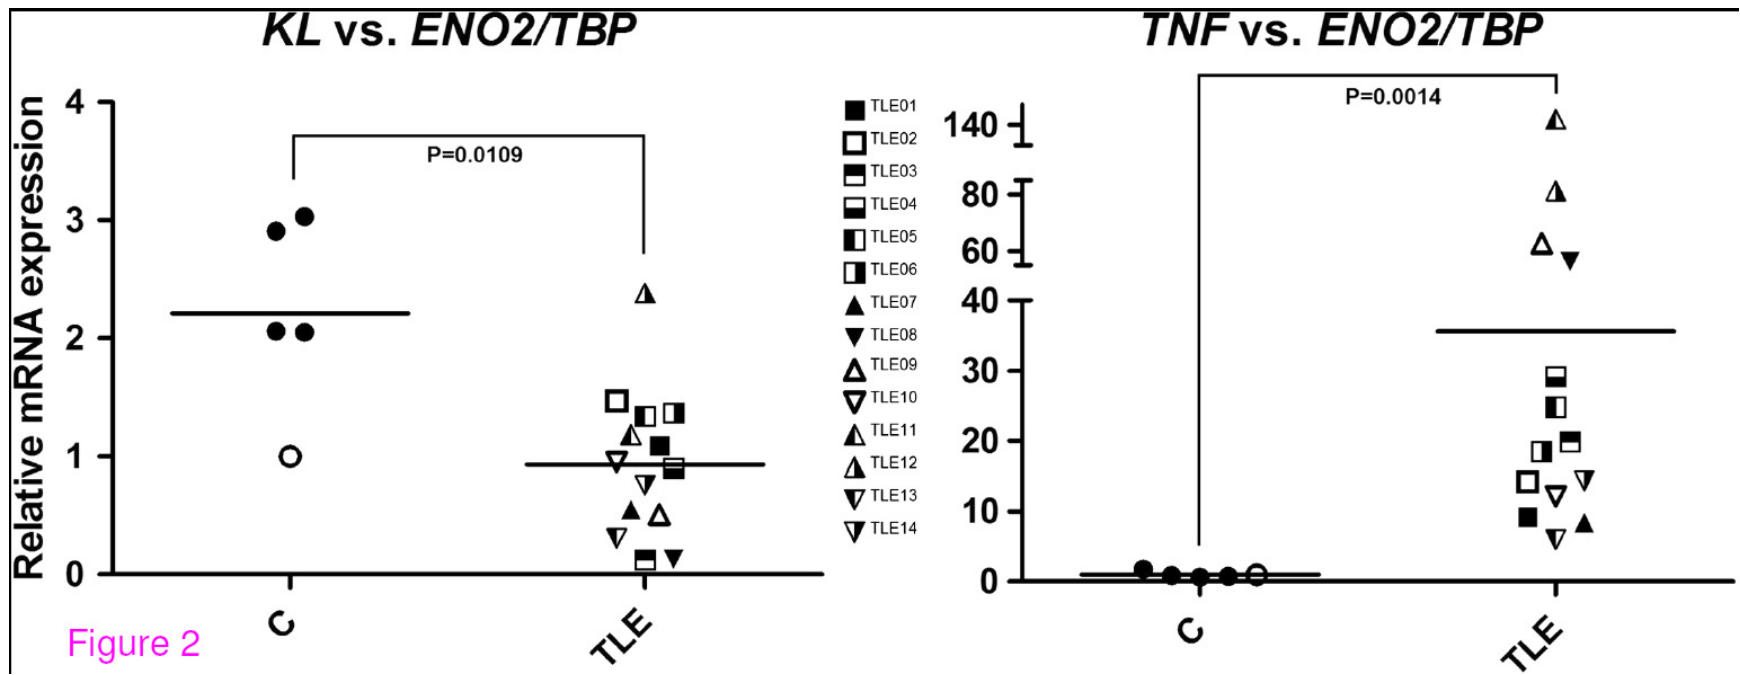 KL vs. ENO2/TBP
Relative mRNA expression
4
3
2
1
0
P=0.0109
C
TLE
TLE01
TLE02
TLE03
TLE04
TLE05
TLE06
TLE07
TLE08
TLE09
TLE10
TLE11
TLE12
TLE13
TLE14
TNF vs. ENO2/TBP
140
80
60
40
30
20
10
0
P=0.0014
C
TLE
Figure 2